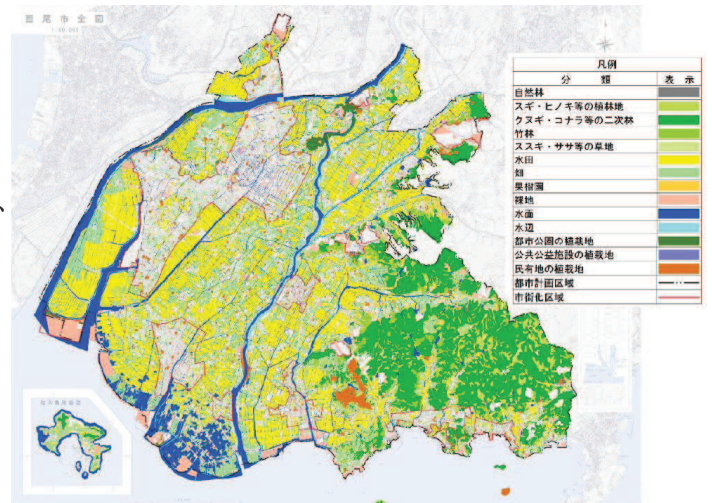 西尾市全図
凡例
分 類 表 示
自然林
スギ・ヒノキ等の植林地
クヌギ・コナラ等の二次林
竹林
ススキ・ササ等の草地
水田
畑
果樹園
裸地
水面
水辺
都市公園の植栽地
公共公益施設の植栽地
民有地の植栽地
都市計画区域
市街化区域